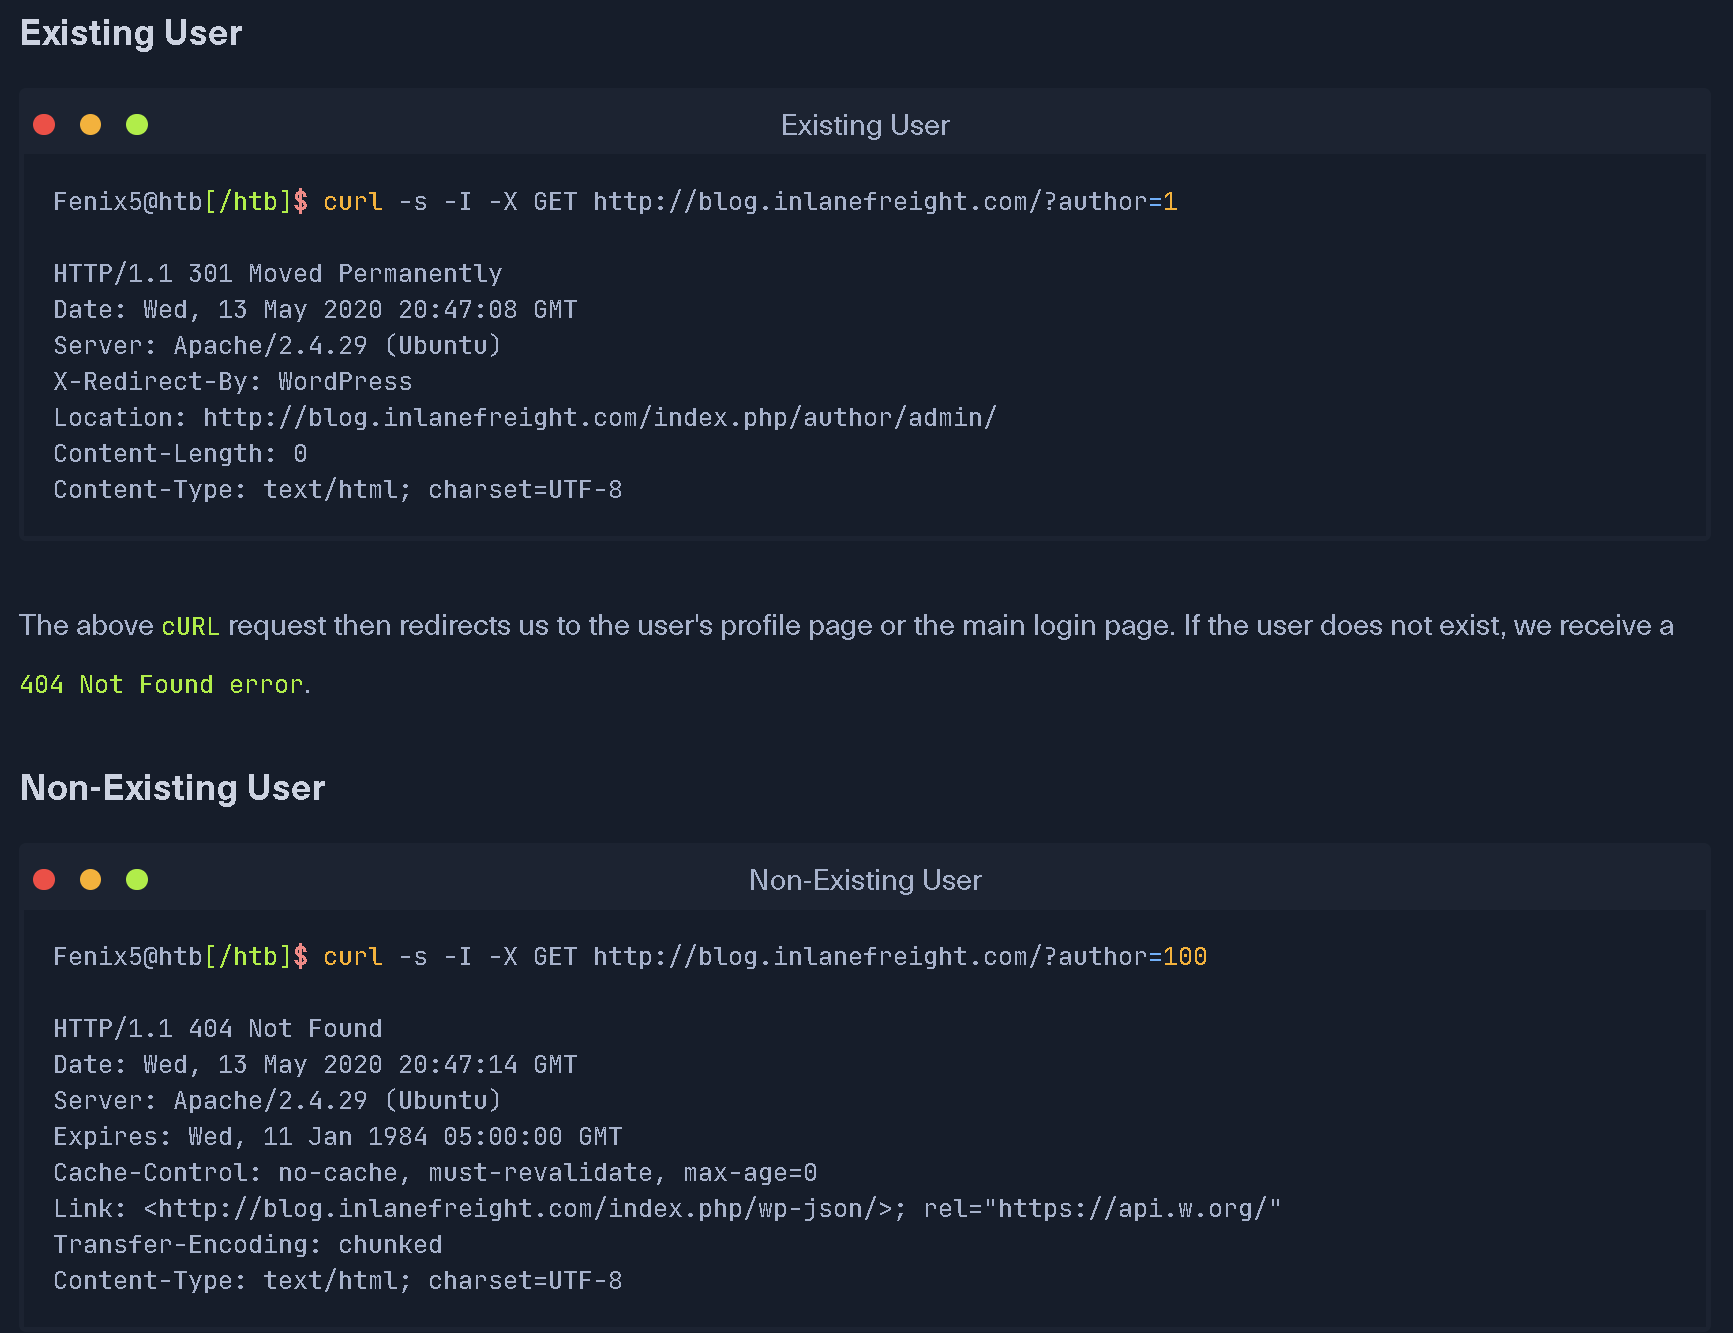 Existing User
Existing User
Fenix5@htb[/htb]$ curl -s -I -X GET http://blog.inlanefreight.com/?author=1
HTTP/1.1 301 Moved Permanently
Date: Wed, 13 May 2020 20:47:08 GMT
Server: Apache/2.4.29 (Ubuntu)
X-Redirect-By: WordPress
Location: http://blog.inlanefreight.com/index.php/author/admin/
Content-Length: 0
Content-Type: text/html; charset=UTF-8
The above cURL request then redirects us to the user's profile page or the main login page. If the user does not exist, we receive a
404 Not Found error.
Non-Existing User
Non-Existing User
Fenix5@htb[/htb]$ curl -s -I -X GET http://blog.inlanefreight.com/?author=100
HTTP/1.1 404 Not Found
Date: Wed, 13 May 2020 20:47:14 GMT
Server: Apache/2.4.29 (Ubuntu)
Expires: Wed, 11 Jan 1984 05:00:00 GMT
Cache-Control: no-cache, must-revalidate, max-age=0
Link: <http://blog.inlanefreight.com/index.php/wp-json/>; rel="https://api.w.org/"
Transfer-Encoding: chunked
Content-Type: text/html; charset=UTF-8